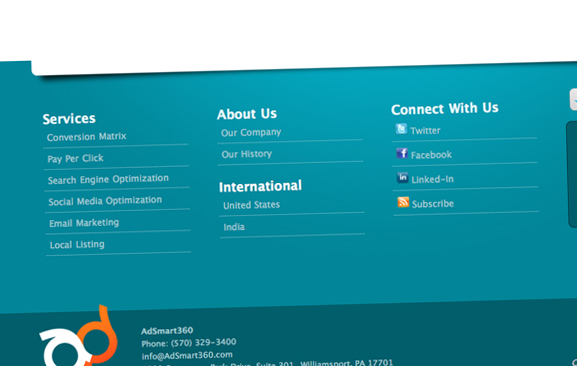 Services
Conversion Matrix
Pay Per Click
Search Engine Optimization
Social Media Optimization
Email Marketing
Local Listing
About Us
Our Company
Our History
International
United States
India
Connect With Us
Twitter
Facebook
Linked-In
Subscribe
AdSmart360
Phone: (570) 329-3400
info@AdSmart360.com
Park Drive, Suite 301, Williamsport, PA 17701